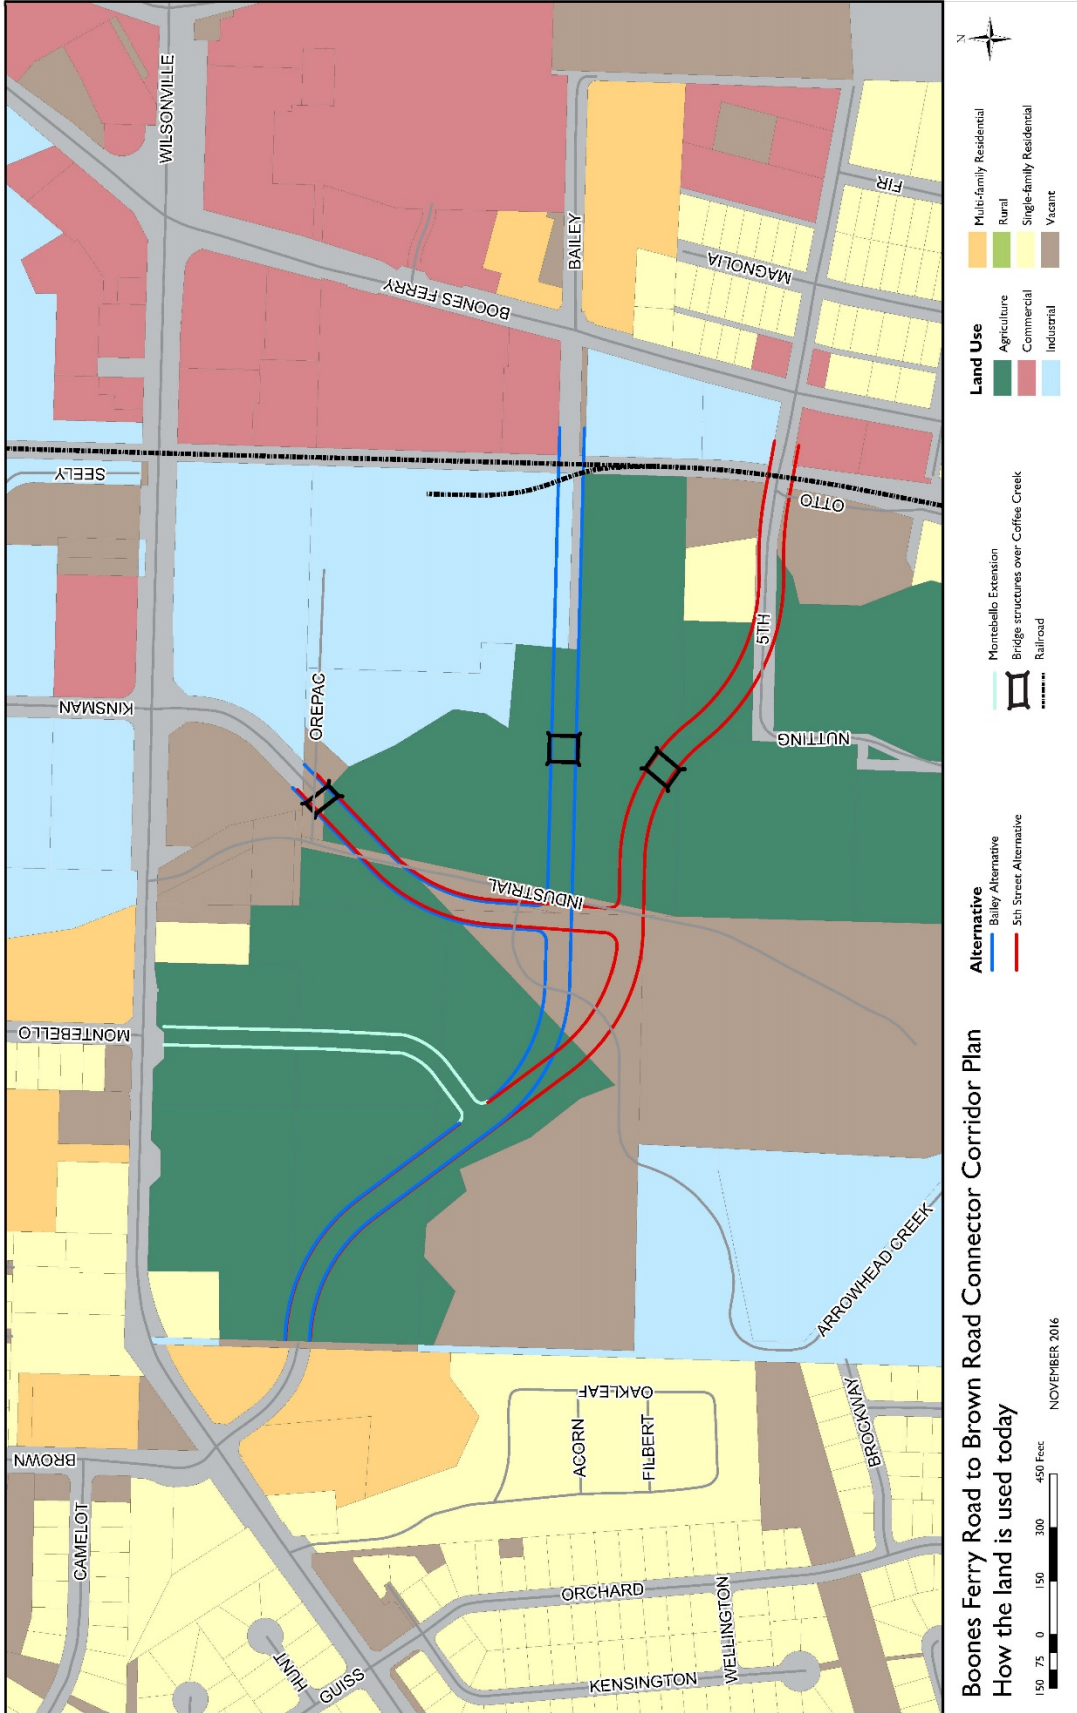 WILSONVILLE
SEELY
KINSMAN
MONTEBELLO
BROWN
CAMELOT
HUNT
GUISS
OREPAC
BOONES FERRY
BAILEY
MAGNOLIA
FIR
OTTO
5TH
NUTTING
INDUSTRIAL
ARROWHEAD CREEK
OAKLEAF
ACORN
FILBERT
BROCKWAY
ORCHARD
WELLINGTON
KENSINGTON
Boones Ferry Road to Brown Road Connector Corridor Plan
How the land is used today
150 75 0 150 300 450 Feet
NOVEMBER 2016
Alternative
Bailey Alternative
5th Street Alternative
Montebello Extension
Bridge structures over Coffee Creek
Railroad
Land Use
Agriculture
Commercial
Industrial
Multi-family Residential
Rural
Single-family Residential
Vacant
N